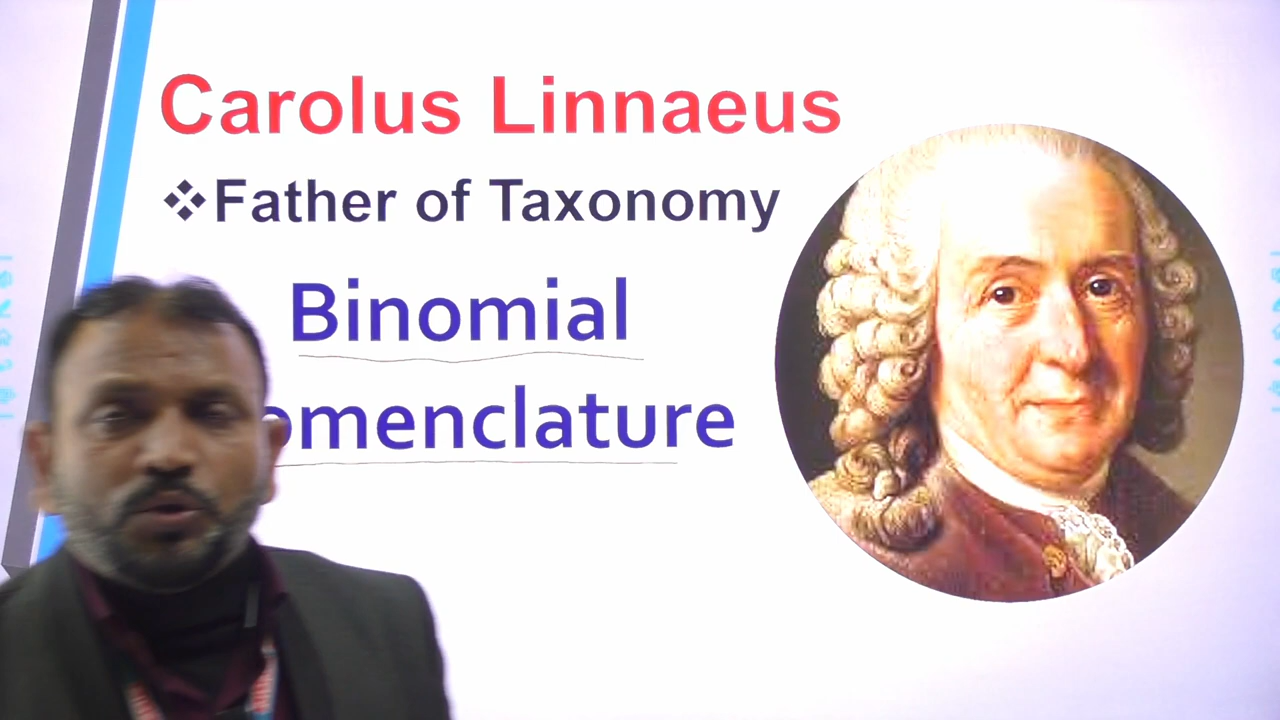 Carolus Linnaeus
❖Father of Taxonomy
Binomial
omenclature